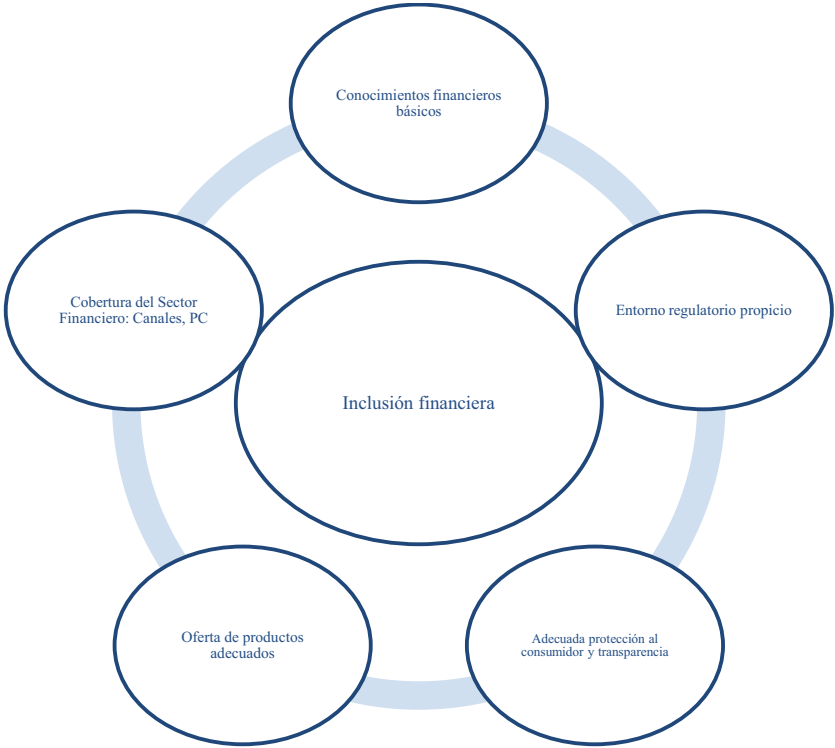 Conocimientos financieros
básicos
Cobertura del Sector
Financiero: Canales, PC
Entorno regulatorio propicio
Inclusión financiera
Oferta de productos
adecuados
Adecuada protección al
consumidor y transparencia